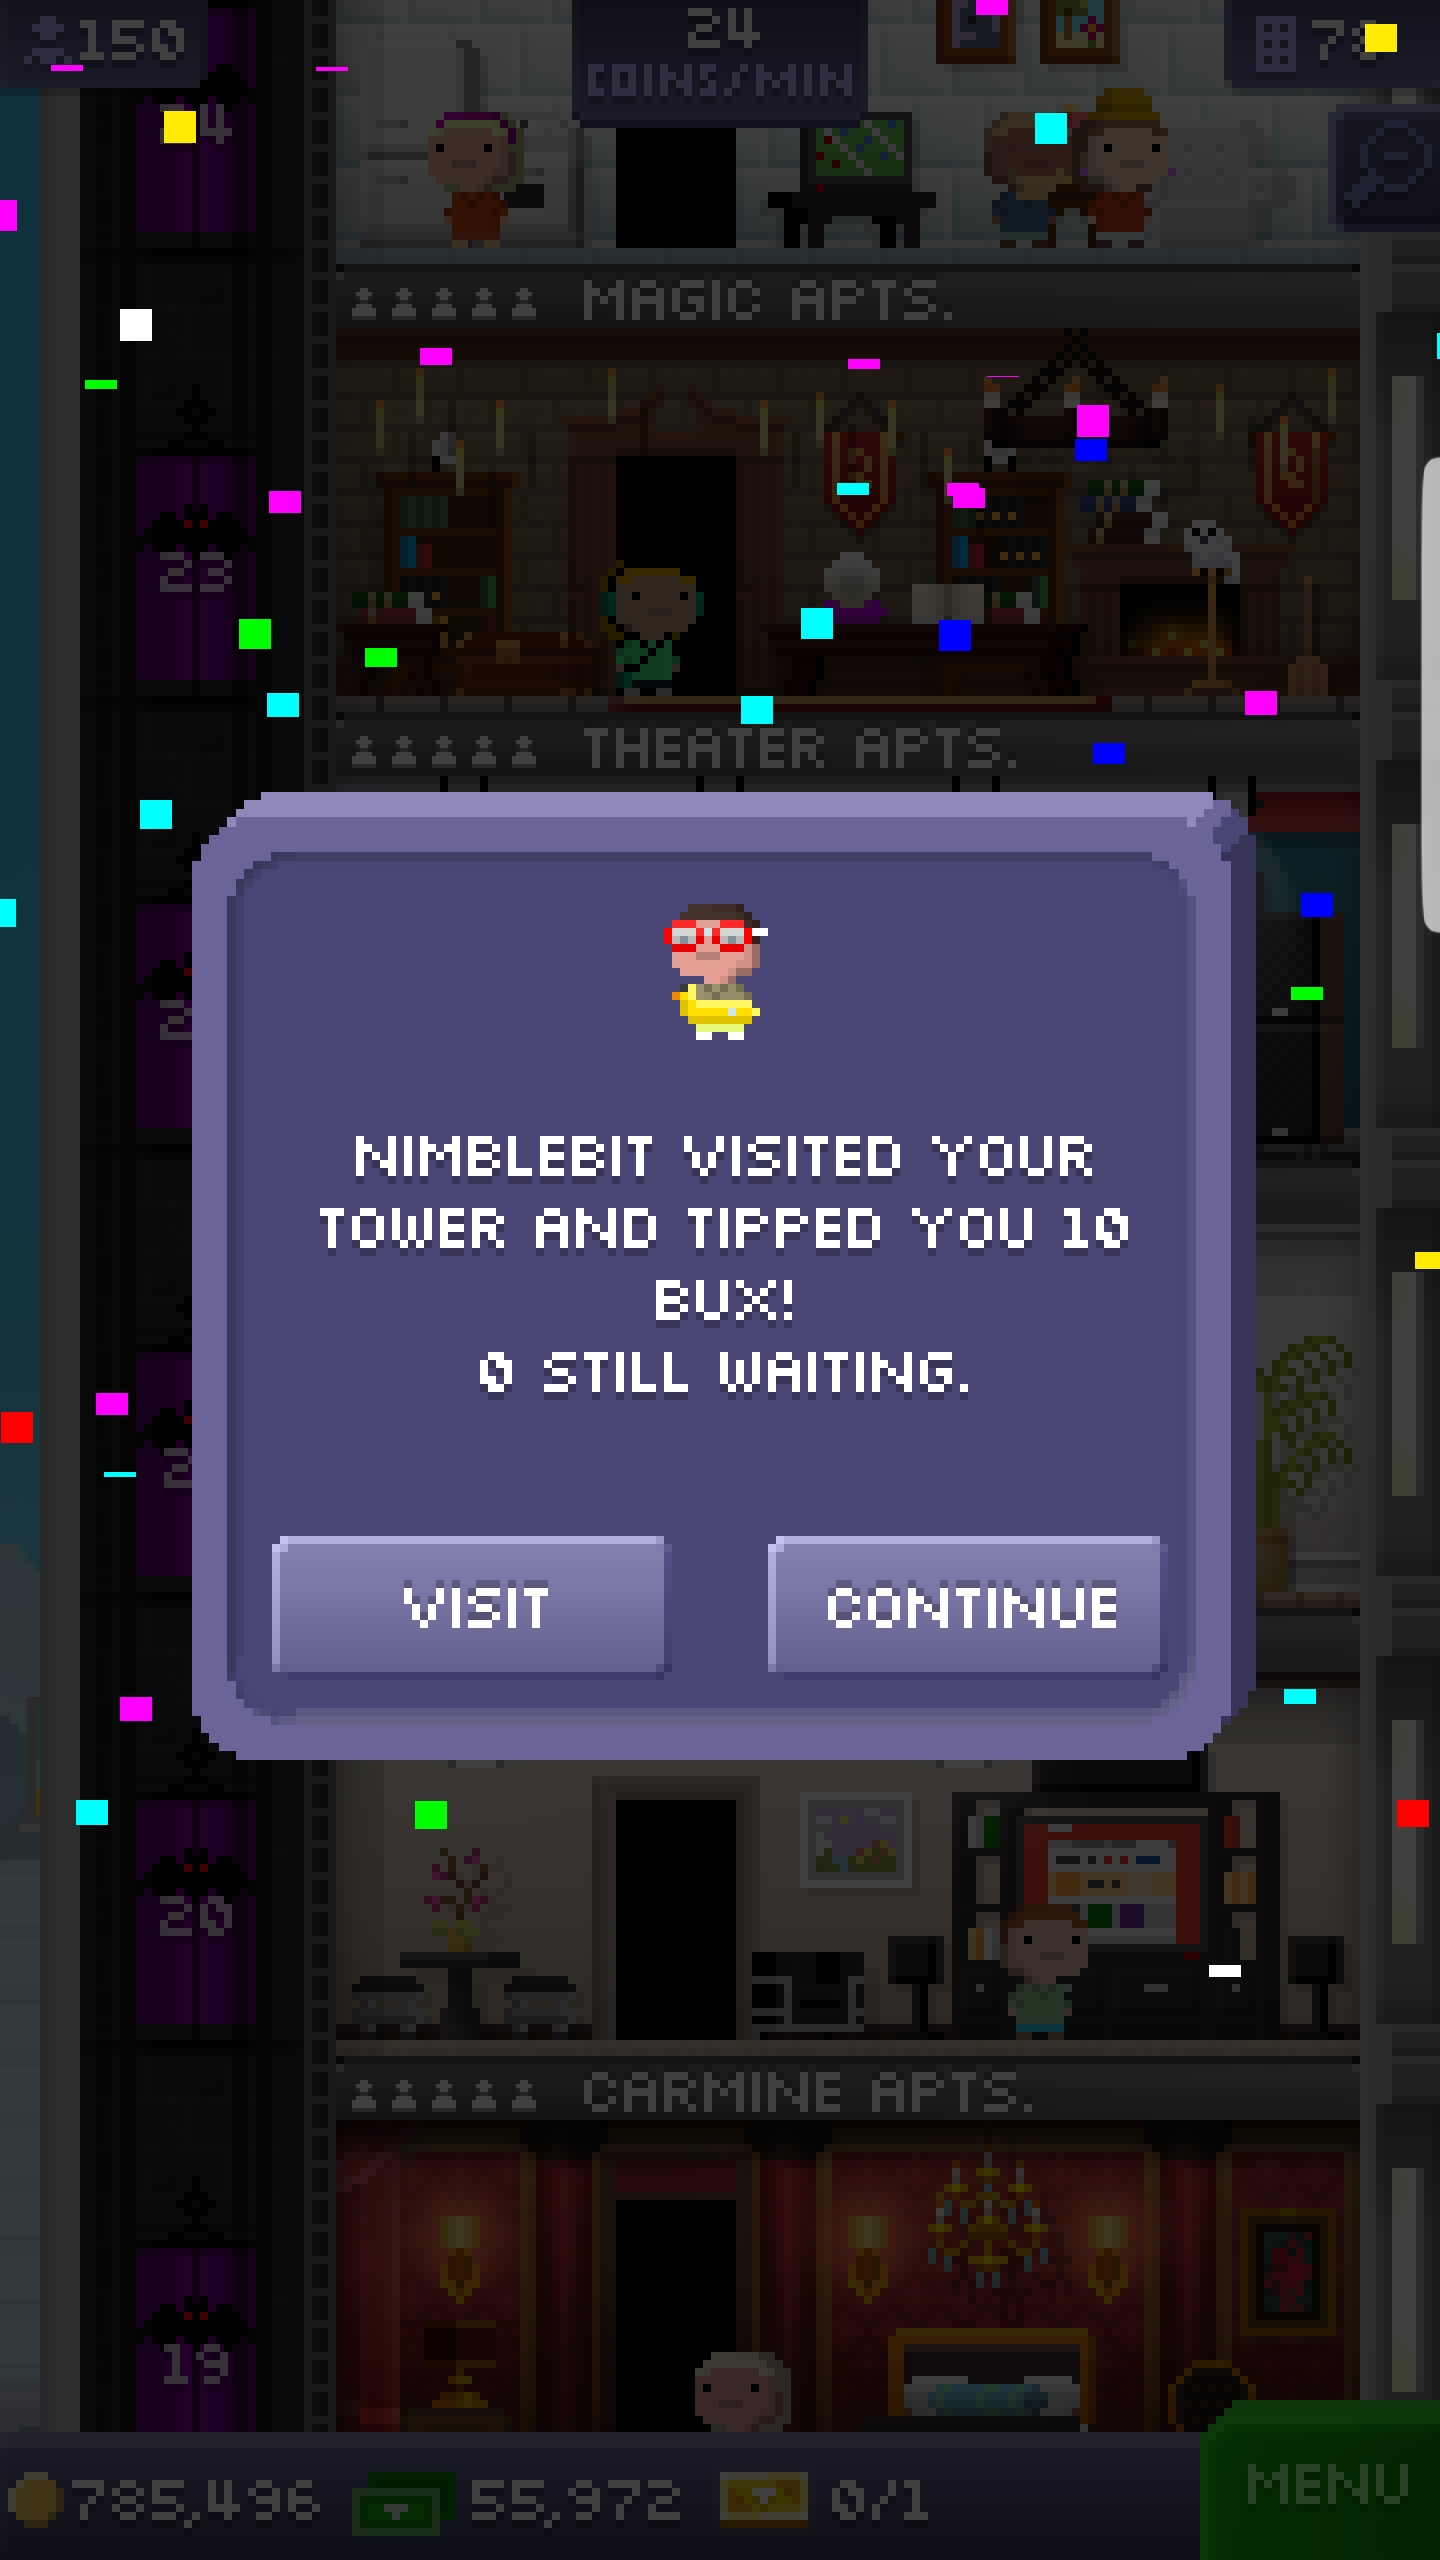 150
24
COINS/MIN
24
MAGIC APTS.
23
THEATER APTS.
NIMBLEBIT VISITED YOUR
TOWER AND TIPPED YOU 10
BUX!
0 STILL WAITING.
VISIT
CONTINUE
20
CARMINE APTS.
19
785,496
55,972
0/1
MENU